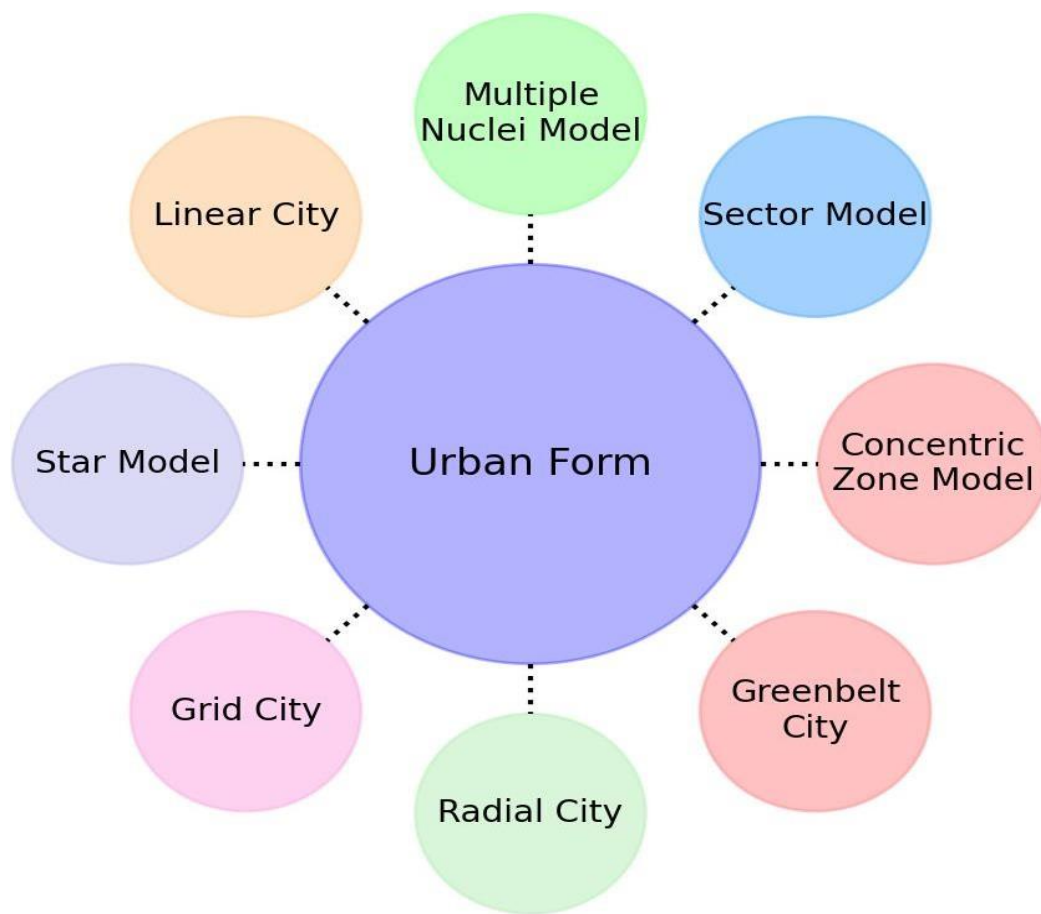 Multiple
Nuclei Model
Linear City
Sector Model
Star Model
Urban Form
Concentric
Zone Model
Grid City
Greenbelt
City
Radial City